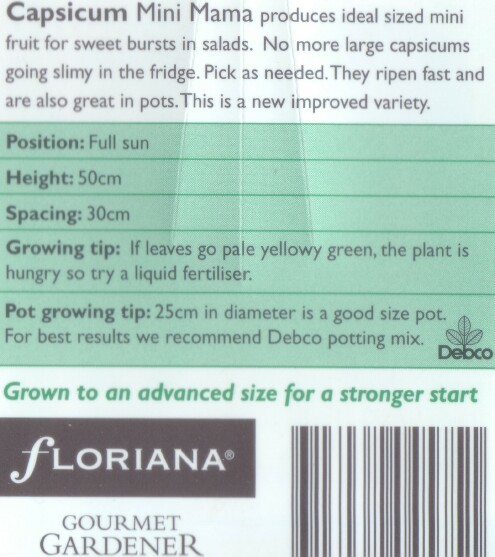 Capsicum Mini Mama produces ideal sized mini
fruit for sweet bursts in salads. No more large capsicums
going slimy in the fridge. Pick as needed. They ripen fast and
are also great in pots. This is a new improved variety.
Position: Full sun
Height: 50cm
Spacing: 30cm
Growing tip: If leaves go pale yellowy green, the plant is
hungry so try a liquid fertiliser.
Pot growing tip: 25cm in diameter is a good size pot.
For best results we recommend Debco potting mix.
Debco
Grown to an advanced size for a stronger start
fLORIANA®
GOURMET
GARDENER